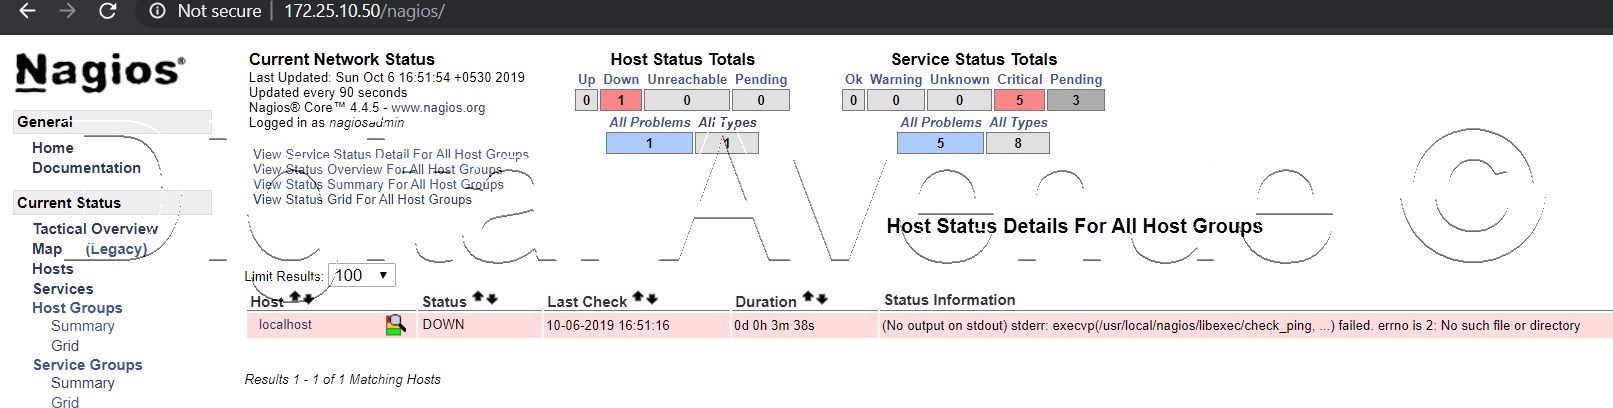 Not secure | 172.25.10.50/nagios/
Nagios®
General
Home
Documentation
Current Status
Tactical Overview
Map (Legacy)
Hosts
Services
Host Groups
Summary
Grid
Service Groups
Summary
Grid
Current Network Status
Last Updated: Sun Oct 6 16:51:54 +0530 2019
Updated every 90 seconds
Nagios® Core™ 4.4.5 - www.nagios.org
Logged in as nagiosadmin
View Service Status Detail For All Host Groups
View Status Overview For All Host Groups
View Status Summary For All Host Groups
View Status Grid For All Host Groups
Host Status Totals
Up Down Unreachable Pending
0 1 0 0
All Problems All Types
1 1
Service Status Totals
Ok Warning Unknown Critical Pending
0 0 0 5 3
All Problems All Types
5 8
Host Status Details For All Host Groups
Limit Results: 100
Host Status Last Check Duration Status Information
localhost DOWN 10-06-2019 16:51:16 0d 0h 3m 38s (No output on stdout) stderr: execvp(/usr/local/nagios/libexec/check_ping, ...) failed. errno is 2: No such file or directory
Results 1 - 1 of 1 Matching Hosts